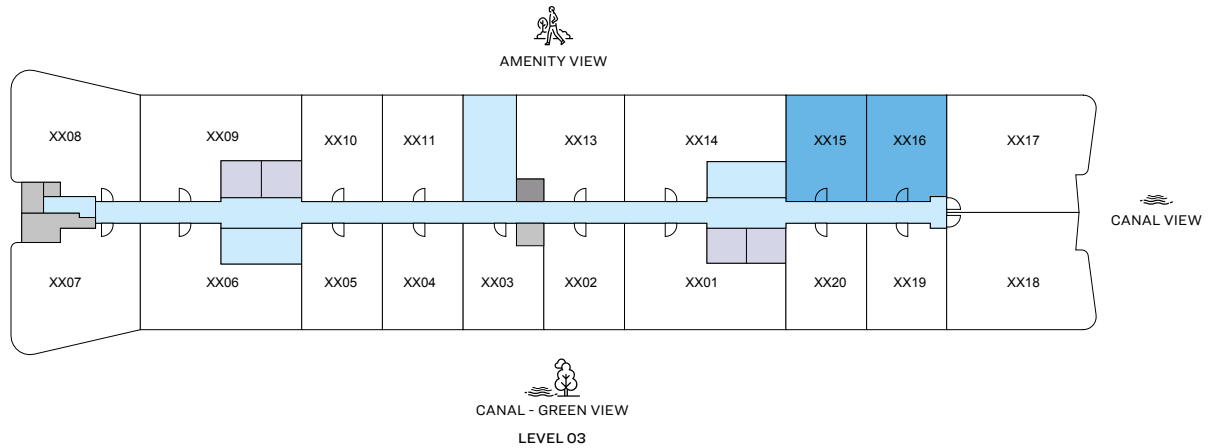 AMENITY VIEW
XX08
XX09
XX10
XX11
XX13
XX14
XX15
XX16
XX17
CANAL VIEW
XX07
XX06
XX05
XX04
XX03
XX02
XX01
XX20
XX19
XX18
CANAL - GREEN VIEW
LEVEL 03